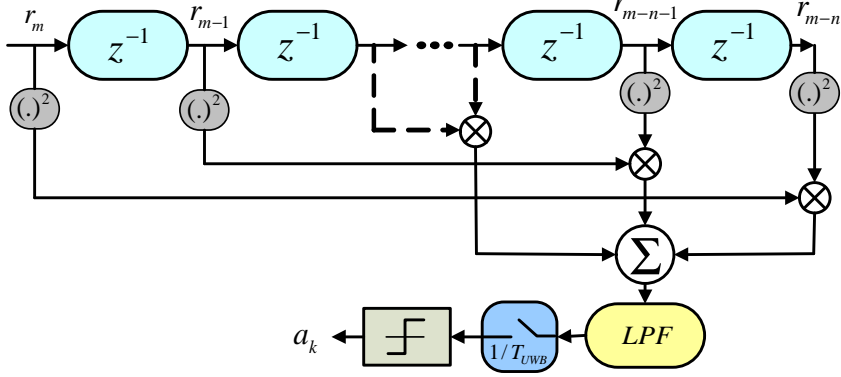 r_m
z^{-1}
r_{m-1}
z^{-1}
...
z^{-1}
r_{m-n-1}
z^{-1}
r_{m-n}
(.)^2
(.)^2
(.)^2
(.)^2
Σ
a_k
1/T_{UWB}
LPF